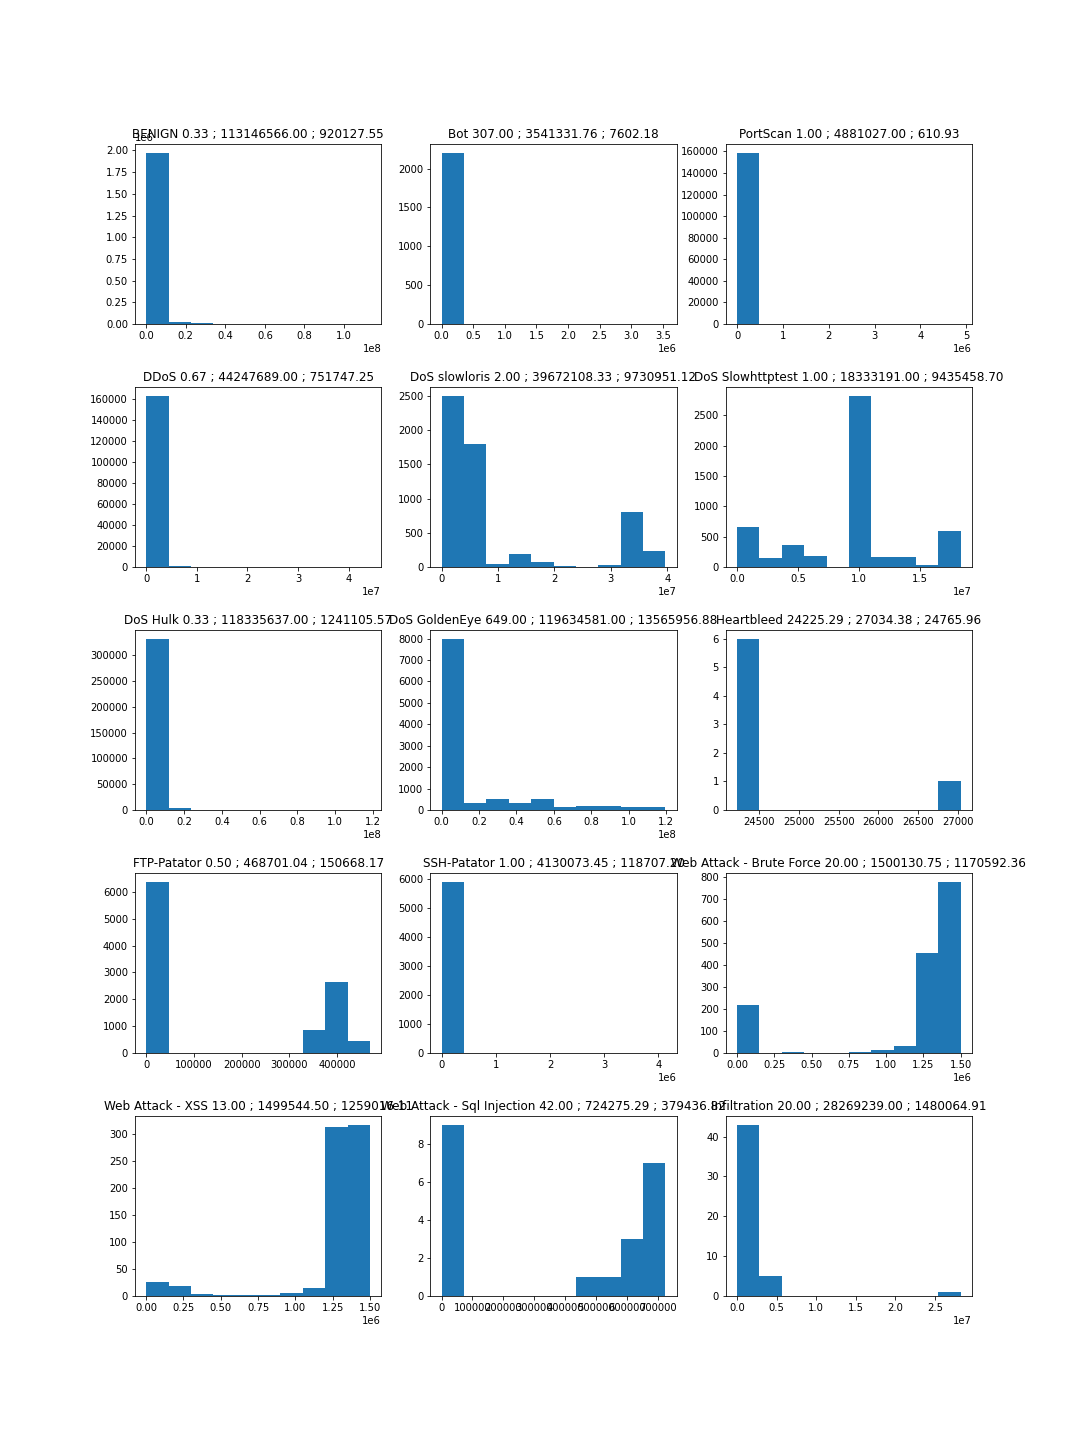 BENIGN 0.33 ; 113146566.00 ; 920127.55
1e6
2.00
1.75
1.50
1.25
1.00
0.75
0.50
0.25
0.00
0.0 0.2 0.4 0.6 0.8 1.0
1e8
Bot 307.00 ; 3541331.76 ; 7602.18
2000
1500
1000
500
0
0.0 0.5 1.0 1.5 2.0 2.5 3.0 3.5
1e6
PortScan 1.00 ; 4881027.00 ; 610.93
160000
140000
120000
100000
80000
60000
40000
20000
0
0 1 2 3 4 5
1e6
DDoS 0.67 ; 44247689.00 ; 751747.25
160000
140000
120000
100000
80000
60000
40000
20000
0
0 1 2 3 4
1e7
DoS slowloris 2.00 ; 39672108.33 ; 9730951.12
2500
2000
1500
1000
500
0
0 1 2 3 4
1e7
DoS Slowhttptest 1.00 ; 18333191.00 ; 9435458.70
2500
2000
1500
1000
500
0
0.0 0.5 1.0 1.5
1e7
DoS Hulk 0.33 ; 118335637.00 ; 1241105.57
300000
250000
200000
150000
100000
50000
0
0.0 0.2 0.4 0.6 0.8 1.0 1.2
1e8
DoS GoldenEye 649.00 ; 119634581.00 ; 13565956.88
8000
7000
6000
5000
4000
3000
2000
1000
0
0.0 0.2 0.4 0.6 0.8 1.0 1.2
1e8
Heartbleed 24225.29 ; 27034.38 ; 24765.96
6
5
4
3
2
1
0
24500 25000 25500 26000 26500 27000
FTP-Patator 0.50 ; 468701.04 ; 150668.17
6000
5000
4000
3000
2000
1000
0
0 100000 200000 300000 400000
SSH-Patator 1.00 ; 4130073.45 ; 118707.20
6000
5000
4000
3000
2000
1000
0
0 1 2 3 4
1e6
Web Attack - Brute Force 20.00 ; 1500130.75 ; 1170592.36
800
700
600
500
400
300
200
100
0
0.00 0.25 0.50 0.75 1.00 1.25 1.50
1e6
Web Attack - XSS 13.00 ; 1499544.50 ; 1259016.11
300
250
200
150
100
50
0
0.00 0.25 0.50 0.75 1.00 1.25 1.50
1e6
Web Attack - Sql Injection 42.00 ; 724275.29 ; 379436.82
8
6
4
2
0
0 100000 200000 300000 400000 500000 600000 700000
Infiltration 20.00 ; 28269239.00 ; 1480064.91
40
30
20
10
0
0.0 0.5 1.0 1.5 2.0 2.5
1e7